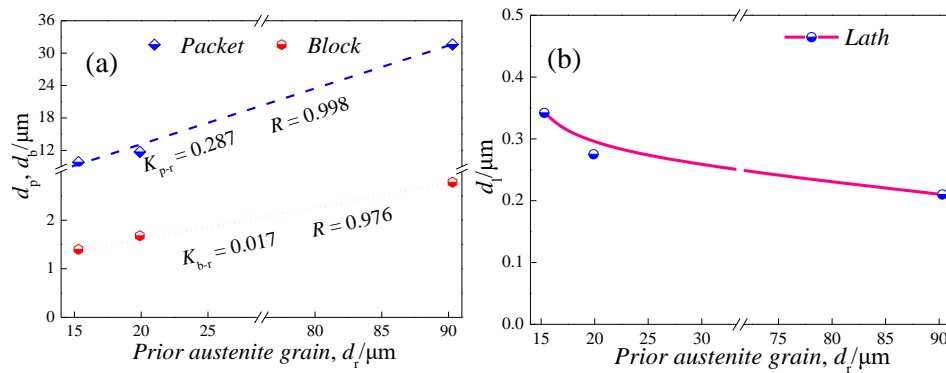 36
30
24
18
12
2
1
0
d_p, d_b/μm
(a)
Packet
Block
K_p-r = 0.287
R = 0.998
K_b-r = 0.017
R = 0.976
15
20
25
80
85
90
Prior austenite grain, d_r/μm
0.5
0.4
0.3
0.2
0.1
0.0
d_l/μm
(b)
Lath
15
20
25
30
80
90
Prior austenite grain, d_r/μm